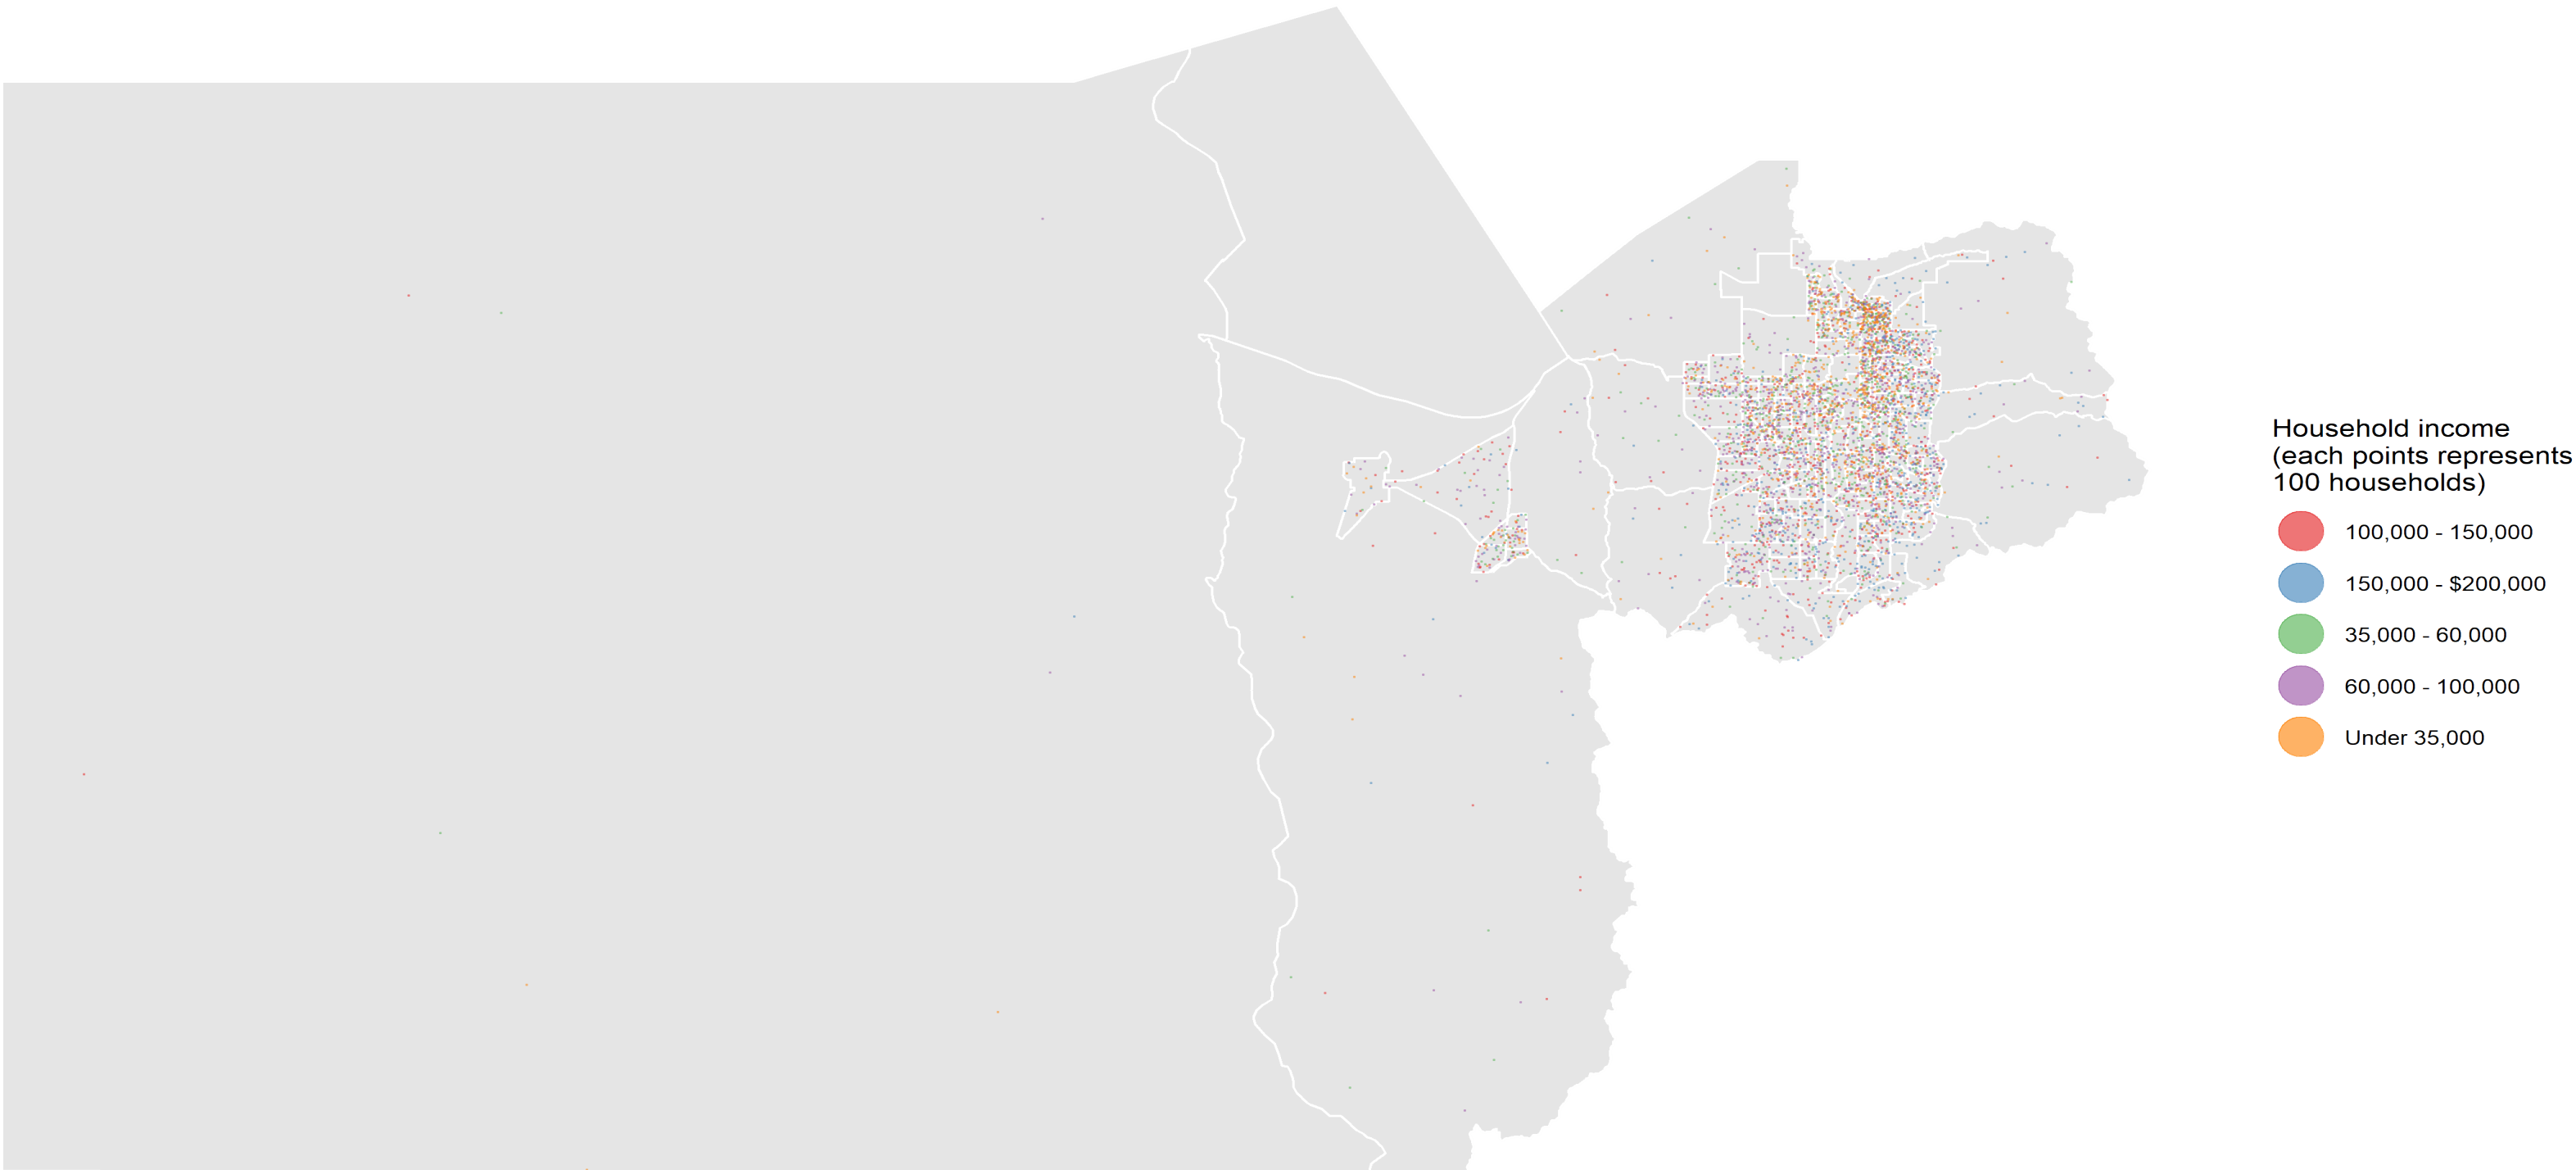 Household income
(each points represents
100 households)
100,000 - 150,000
150,000 - $200,000
35,000 - 60,000
60,000 - 100,000
Under 35,000